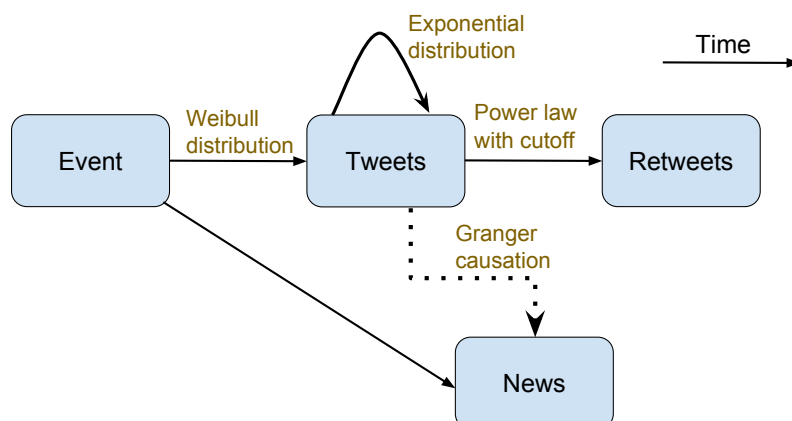 Exponential
distribution
Time
Weibull
distribution
Power law
with cutoff
Event
Tweets
Retweets
Granger
causation
News